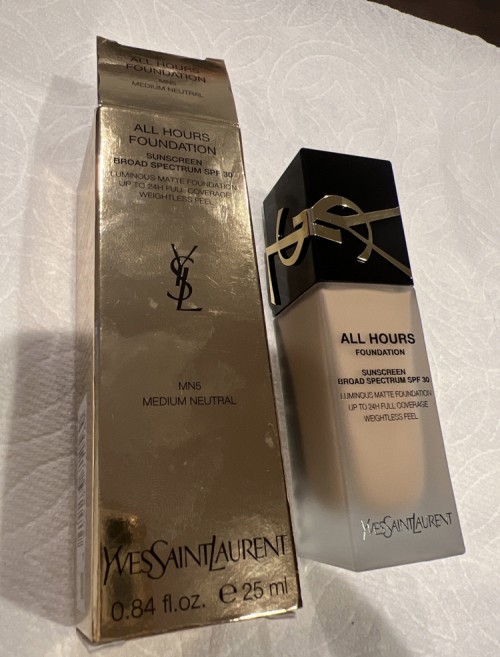 ALL HOURS
FOUNDATION
MEDIUM NEUTRAL
ALL HOURS
FOUNDATION
SUNSCREEN
BROAD SPECTRUM SPF 30
LUMINOUS MATTE FOUNDATION
UP TO 24H FULL COVERAGE
WEIGHTLESS FEEL
YSL
MN5
MEDIUM NEUTRAL
YVESSAINTLAURENT
0.84 fl.oz. e 25 ml
YSL
ALL HOURS
FOUNDATION
SUNSCREEN
BROAD SPECTRUM SPF 30
LUMINOUS MATTE FOUNDATION
UP TO 24H FULL COVERAGE
WEIGHTLESS FEEL
YVESSAINTLAURENT